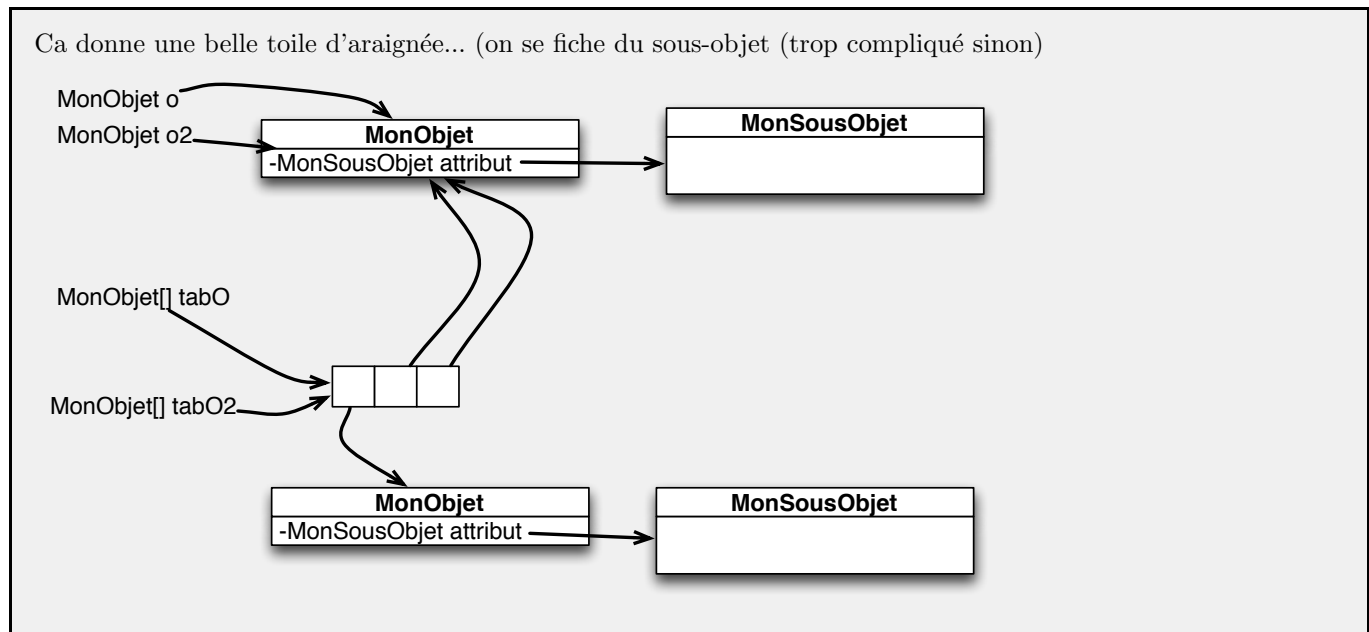 Ca donne une belle toile d'araignée... (on se fiche du sous-objet (trop compliqué sinon)
MonObjet o
MonObjet o2
MonObjet
-MonSousObjet attribut
MonSousObjet
MonObjet[] tabO
MonObjet[] tabO2
MonObjet
-MonSousObjet attribut
MonSousObjet